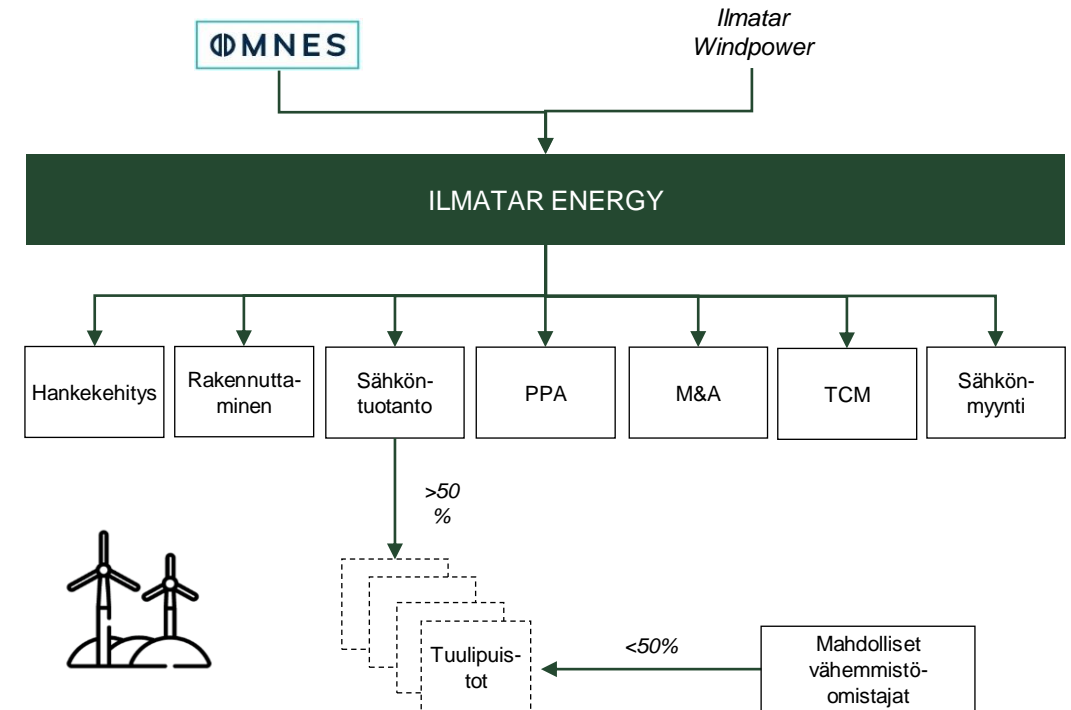 OMNES
Ilmatar
Windpower
ILMATAR ENERGY
Hankekehitys
Rakennutta-
minen
Sähkön-
tuotanto
PPA
M&A
TCM
Sähkön-
myynti
>50
%
Tuulipuis-
tot
<50%
Mahdolliset
vähemmistö-
omistajat